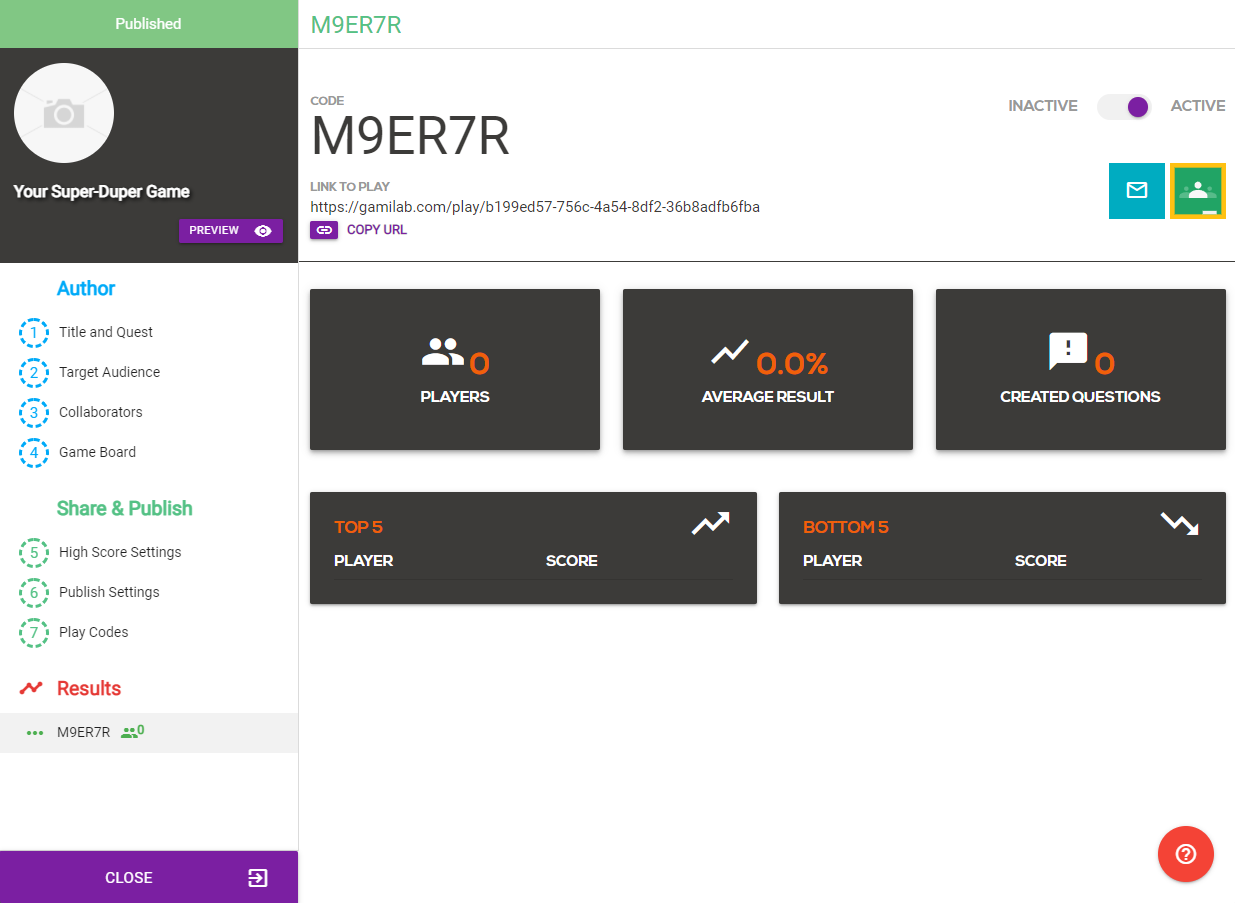 Published
Your Super-Duper Game
PREVIEW
Author
1 Title and Quest
2 Target Audience
3 Collaborators
4 Game Board
Share & Publish
5 High Score Settings
6 Publish Settings
7 Play Codes
Results
M9ER7R 0
CLOSE
M9ER7R
CODE
M9ER7R
INACTIVE ACTIVE
LINK TO PLAY
https://gamilab.com/play/b199ed57-756c-4a54-8df2-36b8adfb6fba
COPY URL
0
PLAYERS
0.0%
AVERAGE RESULT
0
CREATED QUESTIONS
TOP 5
PLAYER SCORE
BOTTOM 5
PLAYER SCORE